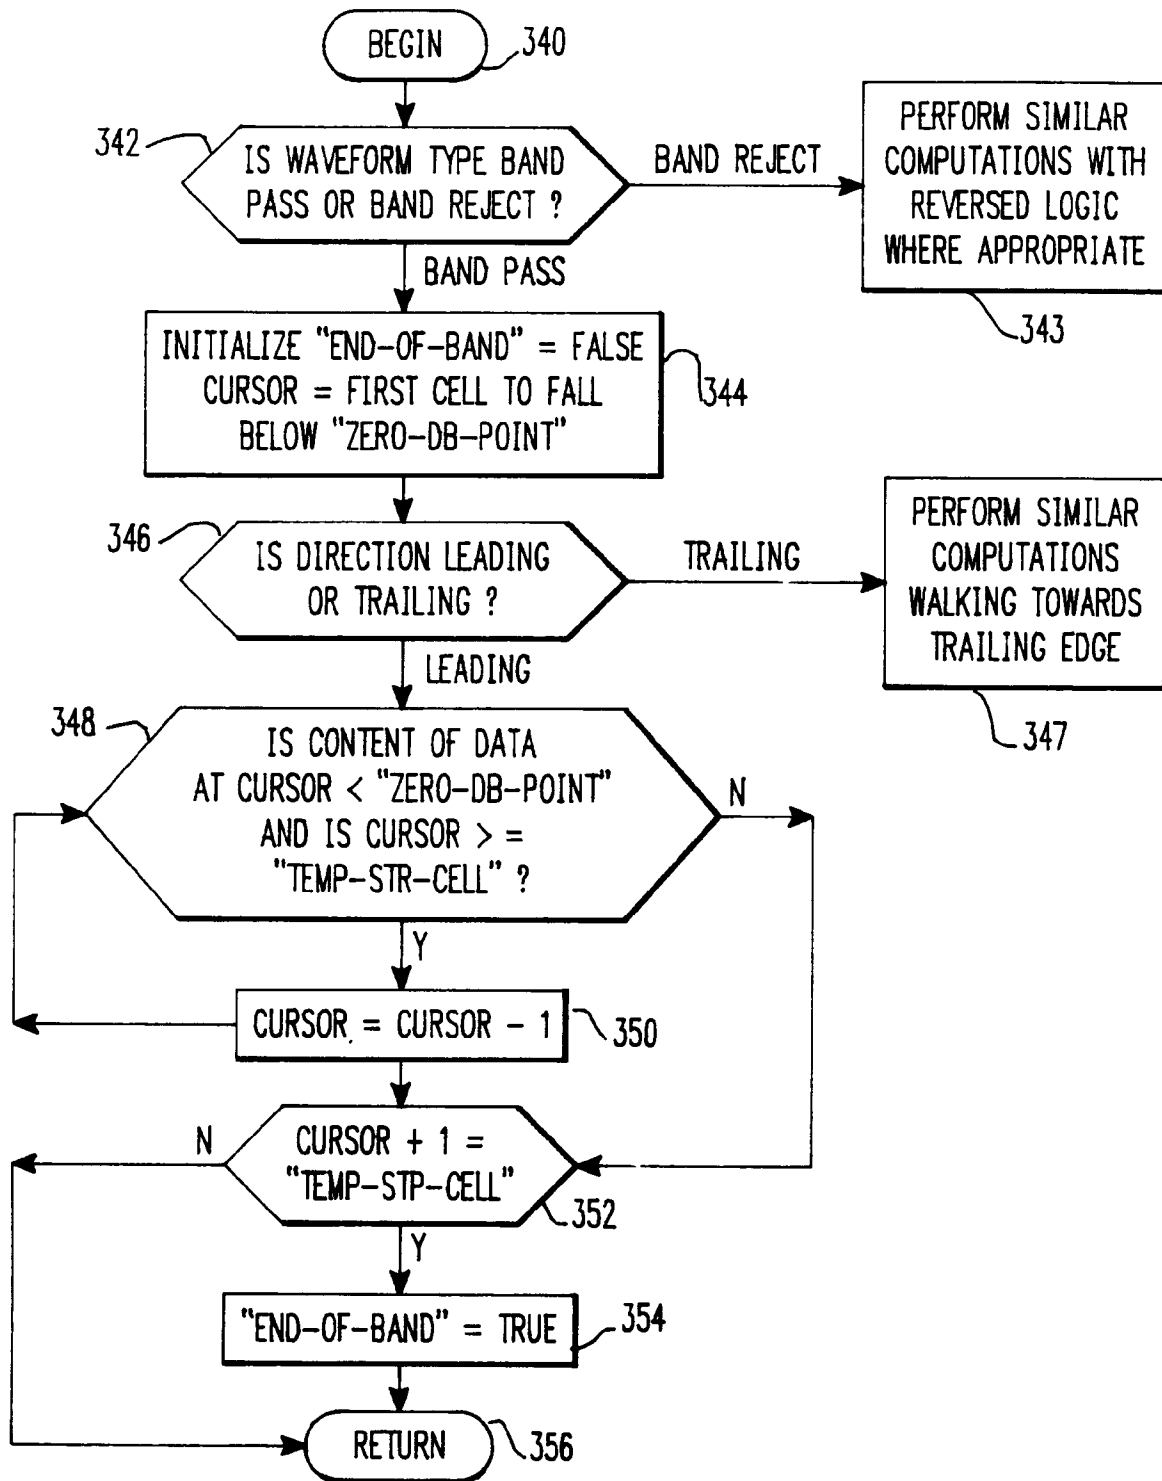 BEGIN
340
342
IS WAVEFORM TYPE BAND
PASS OR BAND REJECT ?
BAND REJECT
PERFORM SIMILAR
COMPUTATIONS WITH
REVERSED LOGIC
WHERE APPROPRIATE
343
BAND PASS
INITIALIZE "END-OF-BAND" = FALSE
CURSOR = FIRST CELL TO FALL
BELOW "ZERO-DB-POINT"
344
346
IS DIRECTION LEADING
OR TRAILING ?
TRAILING
PERFORM SIMILAR
COMPUTATIONS
WALKING TOWARDS
TRAILING EDGE
347
LEADING
348
IS CONTENT OF DATA
AT CURSOR < "ZERO-DB-POINT"
AND IS CURSOR > =
"TEMP-STR-CELL" ?
N
Y
CURSOR = CURSOR - 1
350
N
CURSOR + 1 =
"TEMP-STP-CELL"
352
Y
"END-OF-BAND" = TRUE
354
RETURN
356